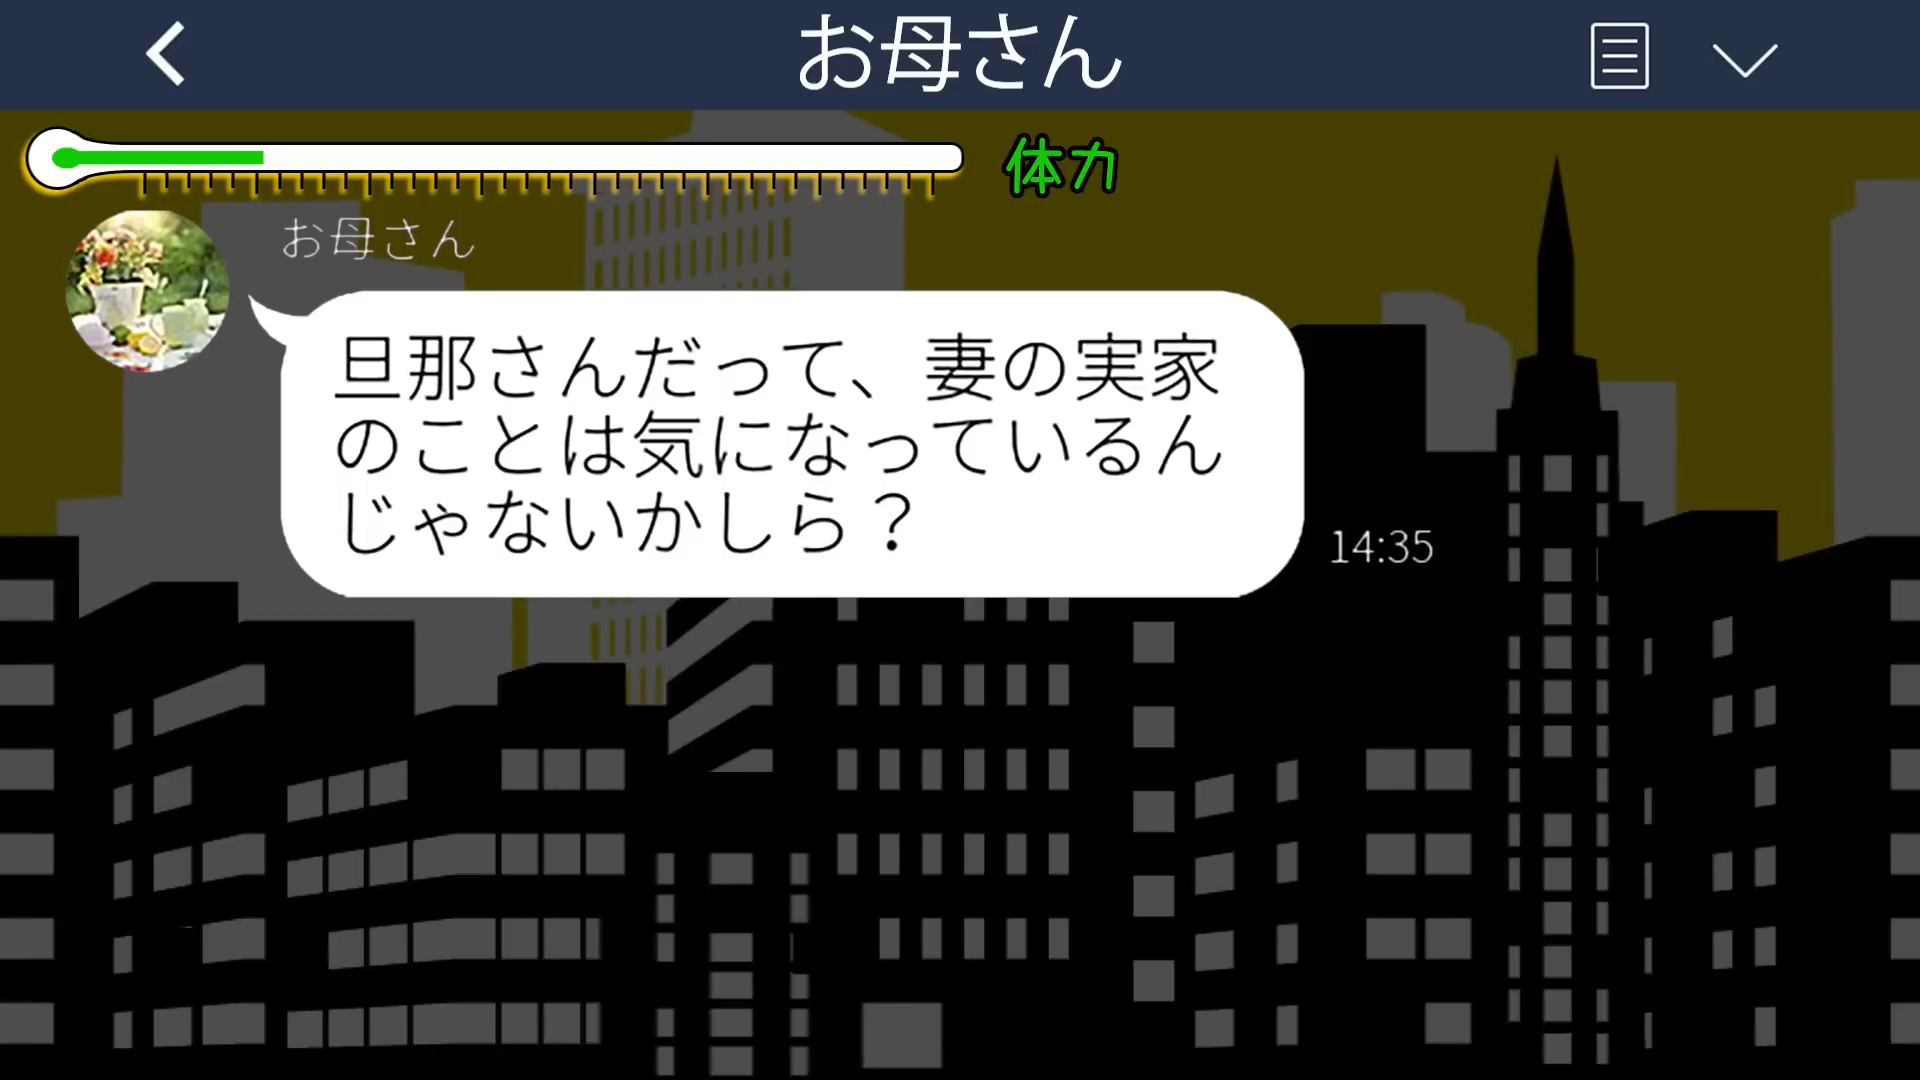 お母さん
体力
お母さん
旦那さんだって、妻の実家
のことは気になっているん
じゃないかしら？
14:35